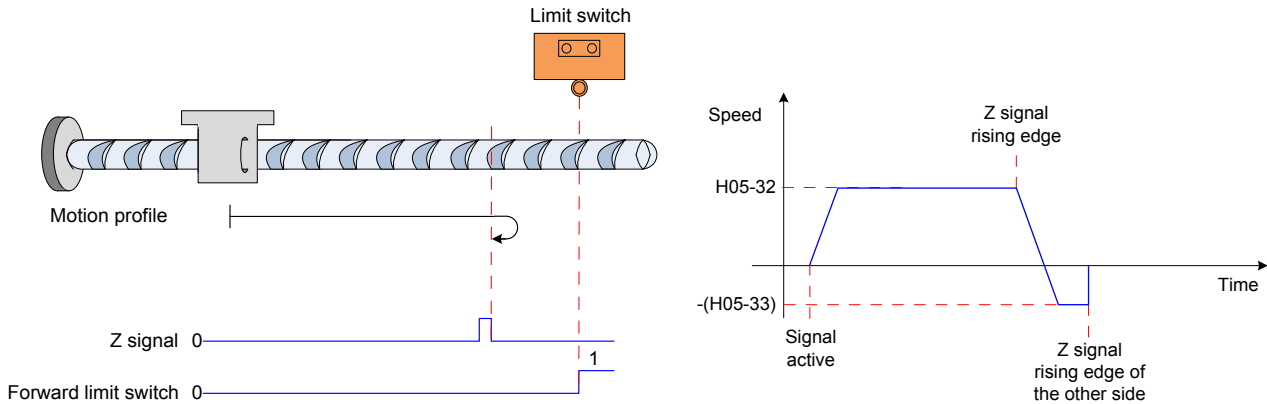 Limit switch
Motion profile
Z signal 0
1
Forward limit switch 0
Speed
Z signal
rising edge
H05-32
Time
-(H05-33)
Signal
active
Z signal
rising edge of
the other side